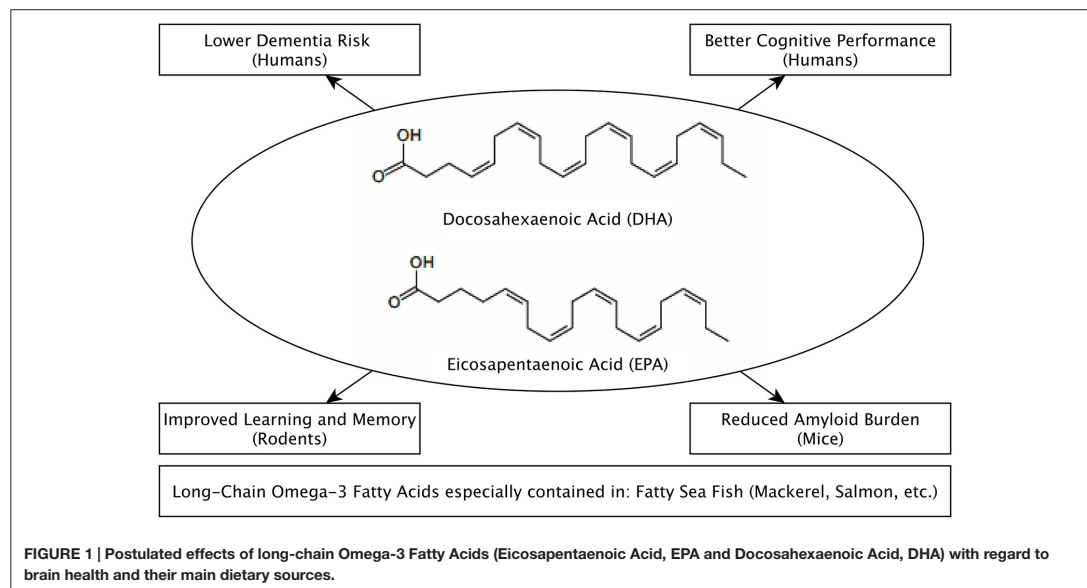 Lower Dementia Risk
(Humans)
Better Cognitive Performance
(Humans)
OH
O
Docosahexaenoic Acid (DHA)
OH
O
Eicosapentaenoic Acid (EPA)
Improved Learning and Memory
(Rodents)
Reduced Amyloid Burden
(Mice)
Long-Chain Omega-3 Fatty Acids especially contained in: Fatty Sea Fish (Mackerel, Salmon, etc.)
FIGURE 1 | Postulated effects of long-chain Omega-3 Fatty Acids (Eicosapentaenoic Acid, EPA and Docosahexaenoic Acid, DHA) with regard to
brain health and their main dietary sources.